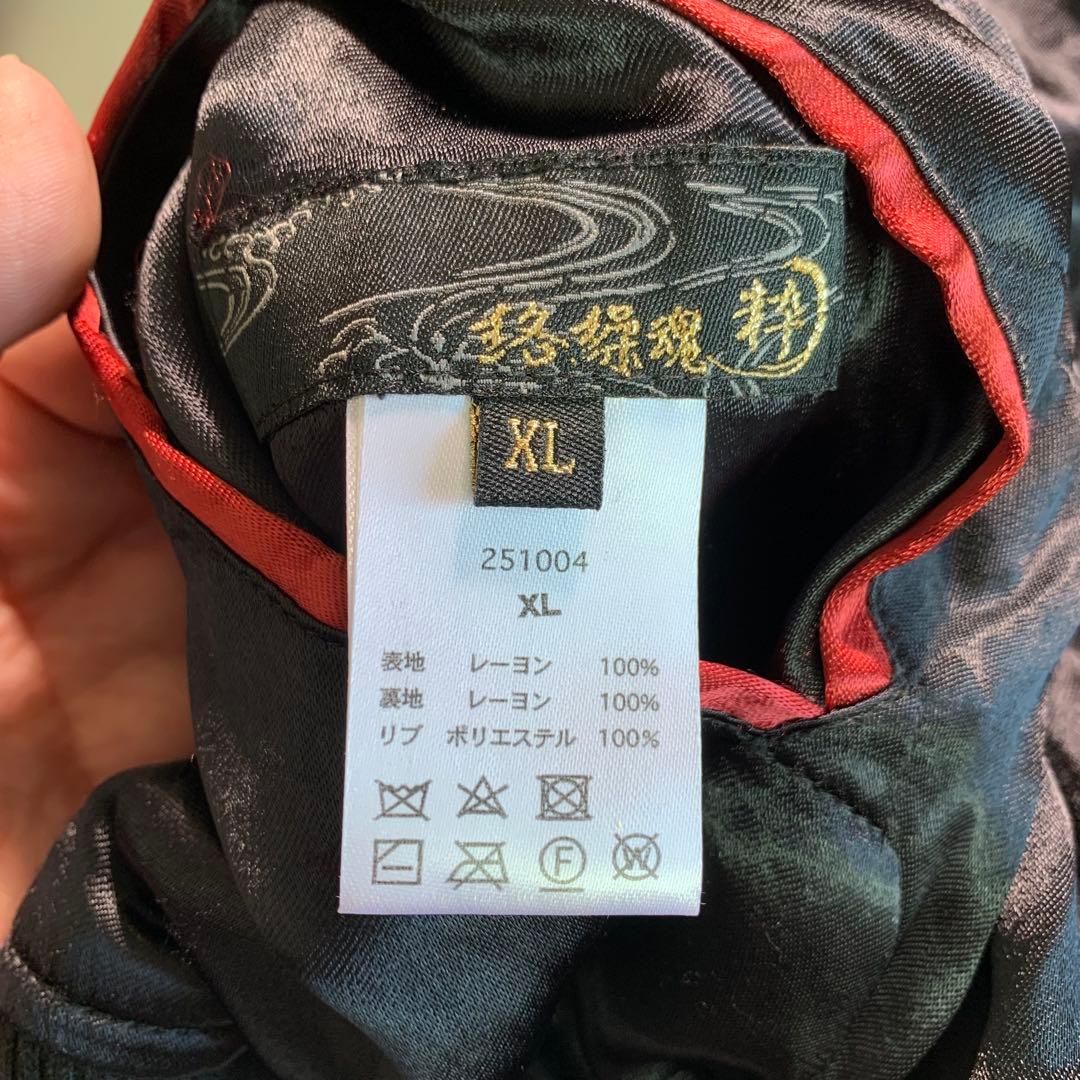 絡繰魂 粋
XL
251004
XL
表地 レーヨン 100%
裏地 レーヨン 100%
リブ ポリエステル 100%
F
W